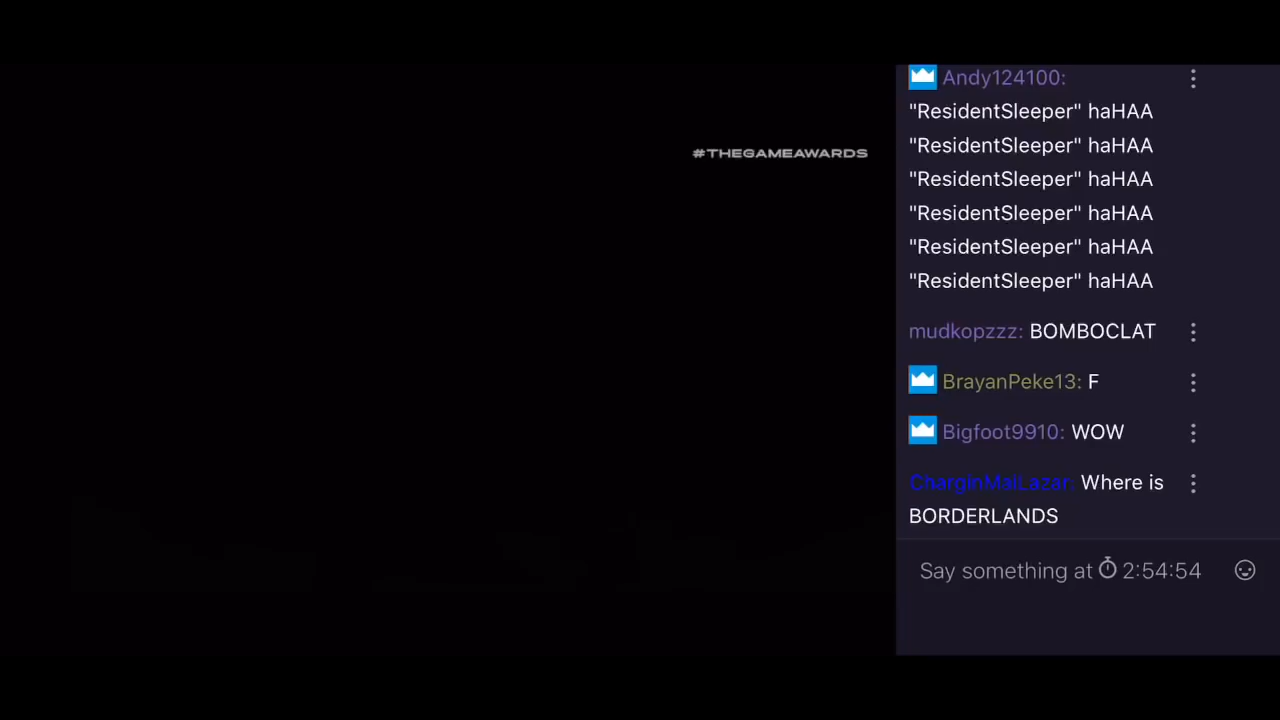 #THEGAMEAWARDS
Andy124100:
"ResidentSleeper" haHAA
"ResidentSleeper" haHAA
"ResidentSleeper" haHAA
"ResidentSleeper" haHAA
"ResidentSleeper" haHAA
"ResidentSleeper" haHAA
mudkopzzz: BOMBOCLAT
BrayanPeke13: F
Bigfoot9910: WOW
CharginMaiLazar: Where is
BORDERLANDS
Say something at 2:54:54